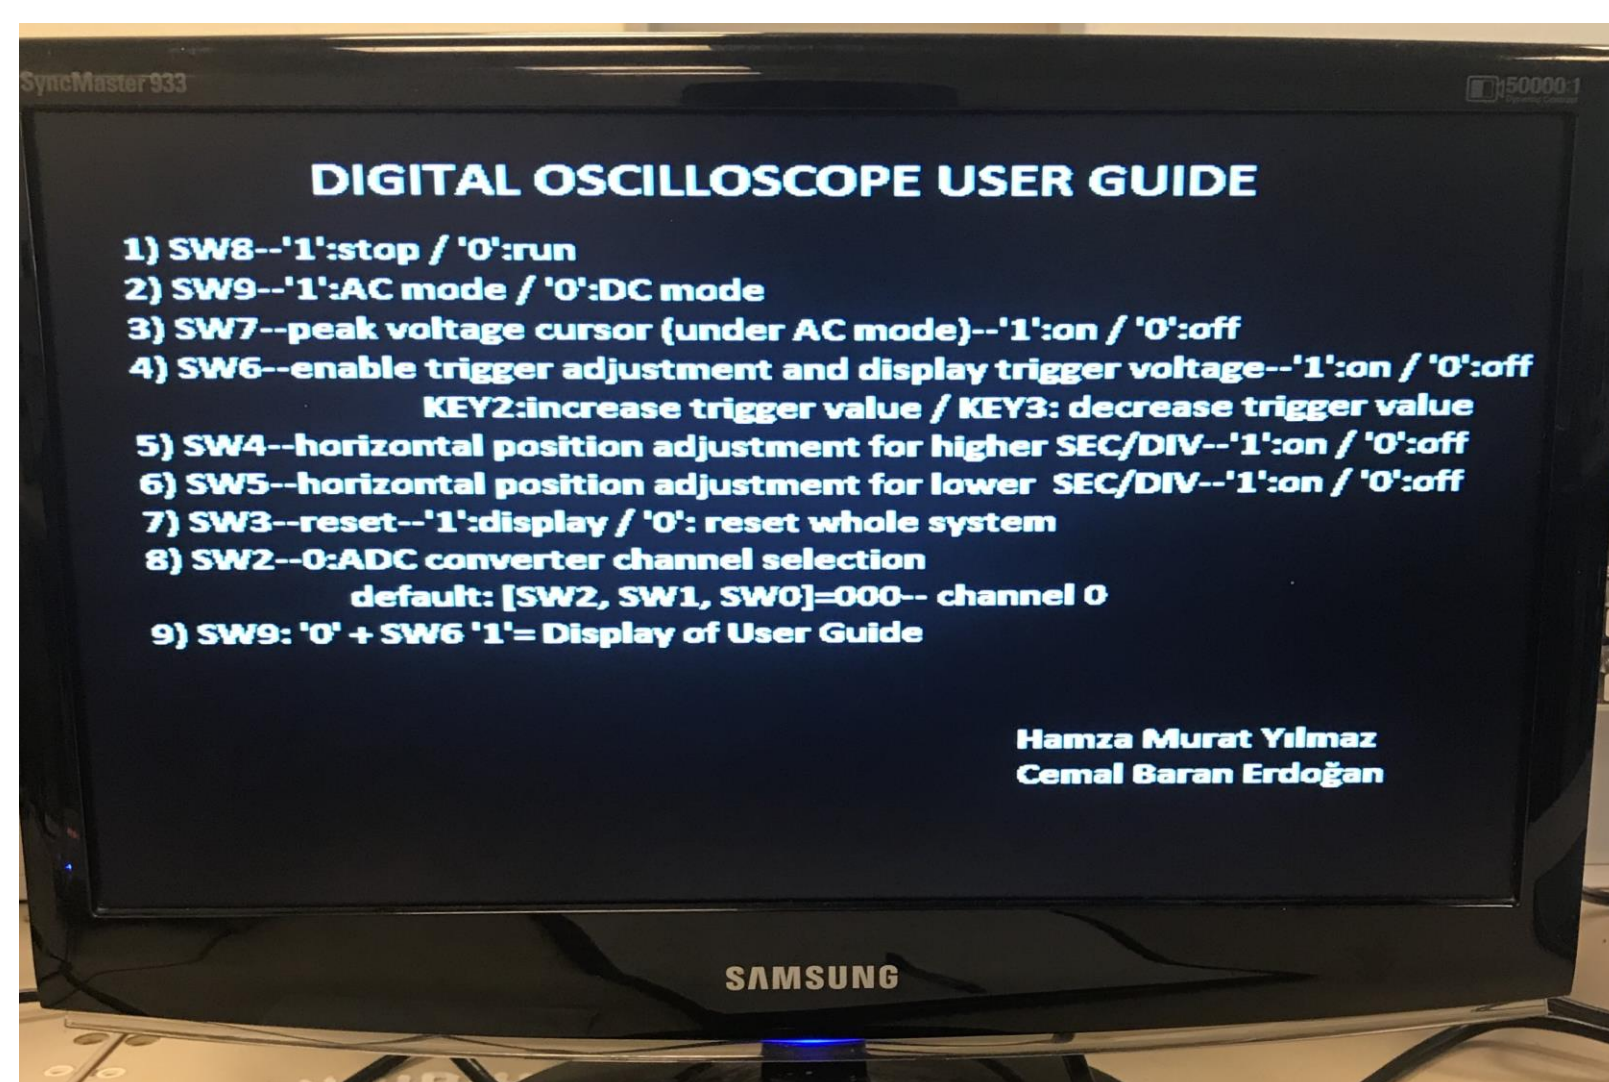 SyncMaster 933
50000:1
DIGITAL OSCILLOSCOPE USER GUIDE
1) SW8--'1':stop / '0':run
2) SW9--'1':AC mode / '0':DC mode
3) SW7--peak voltage cursor (under AC mode)--'1':on / '0':off
4) SW6--enable trigger adjustment and display trigger voltage--'1':on / '0':off
KEY2:increase trigger value / KEY3: decrease trigger value
5) SW4--horizontal position adjustment for higher SEC/DIV--'1':on / '0':off
6) SW5--horizontal position adjustment for lower SEC/DIV--'1':on / '0':off
7) SW3--reset--'1':display / '0': reset whole system
8) SW2--0:ADC converter channel selection
default: [SW2, SW1, SW0]=000-- channel 0
9) SW9: '0' + SW6 '1'= Display of User Guide
Hamza Murat Yılmaz
Cemal Baran Erdoğan
SAMSUNG